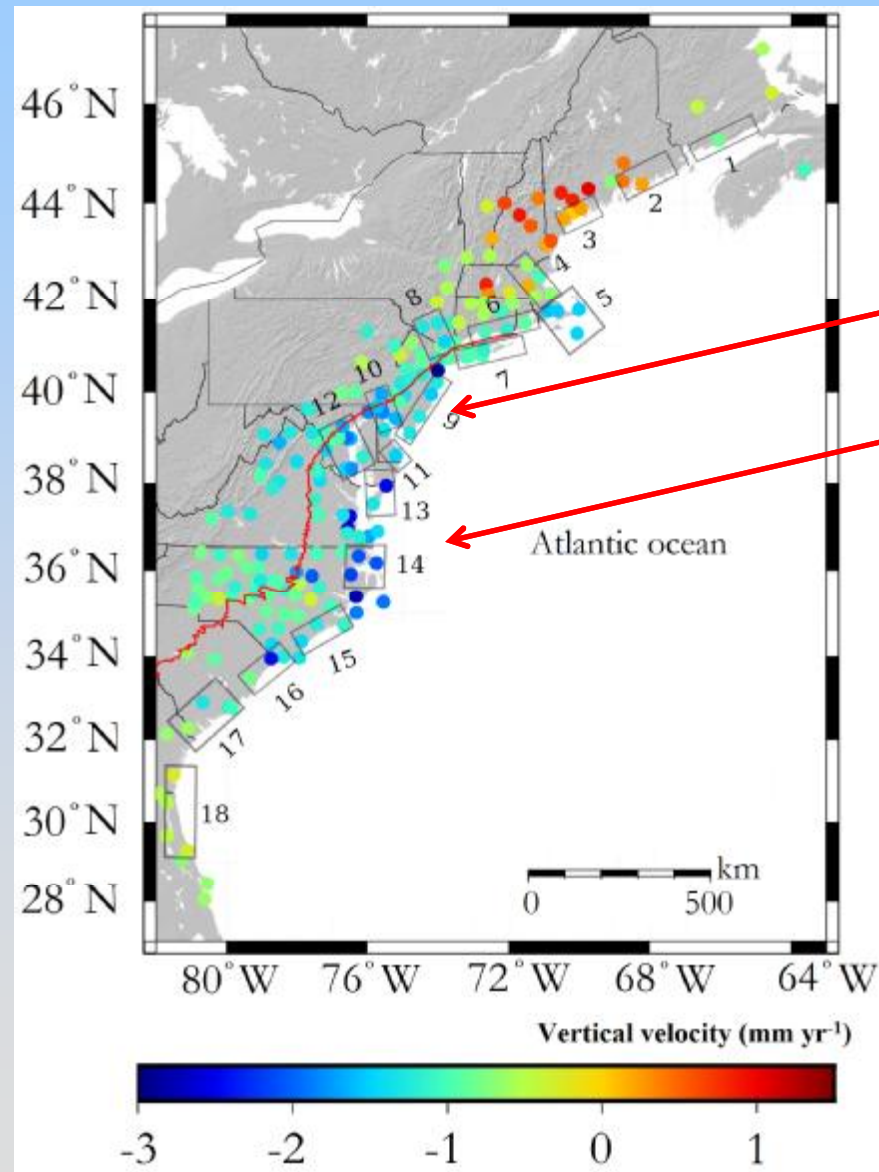 46°N
44°N
42°N
40°N
38°N
36°N
34°N
32°N
30°N
28°N
1
2
3
4
5
6
7
8
9
10
11
12
13
14
15
16
17
18
Atlantic ocean
km
0 500
80°W 76°W 72°W 68°W 64°W
Vertical velocity (mm yr⁻¹)
-3 -2 -1 0 1